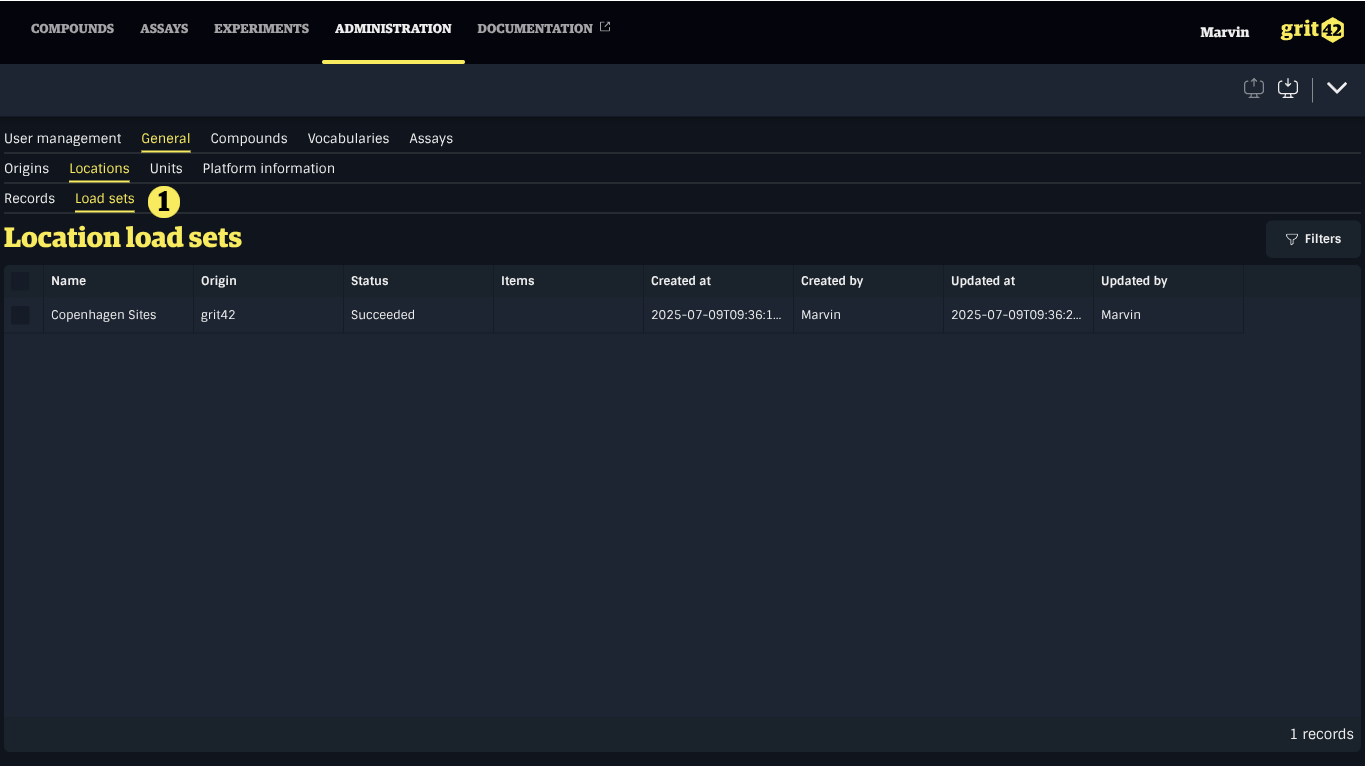 COMPOUNDS ASSAYS EXPERIMENTS ADMINISTRATION DOCUMENTATION Marvin grit42
User management General Compounds Vocabularies Assays
Origins Locations Units Platform information
Records Load sets 1
Location load sets Filters
Name Origin Status Items Created at Created by Updated at Updated by
Copenhagen Sites grit42 Succeeded 2025-07-09T09:36:1... Marvin 2025-07-09T09:36:2... Marvin
1 records